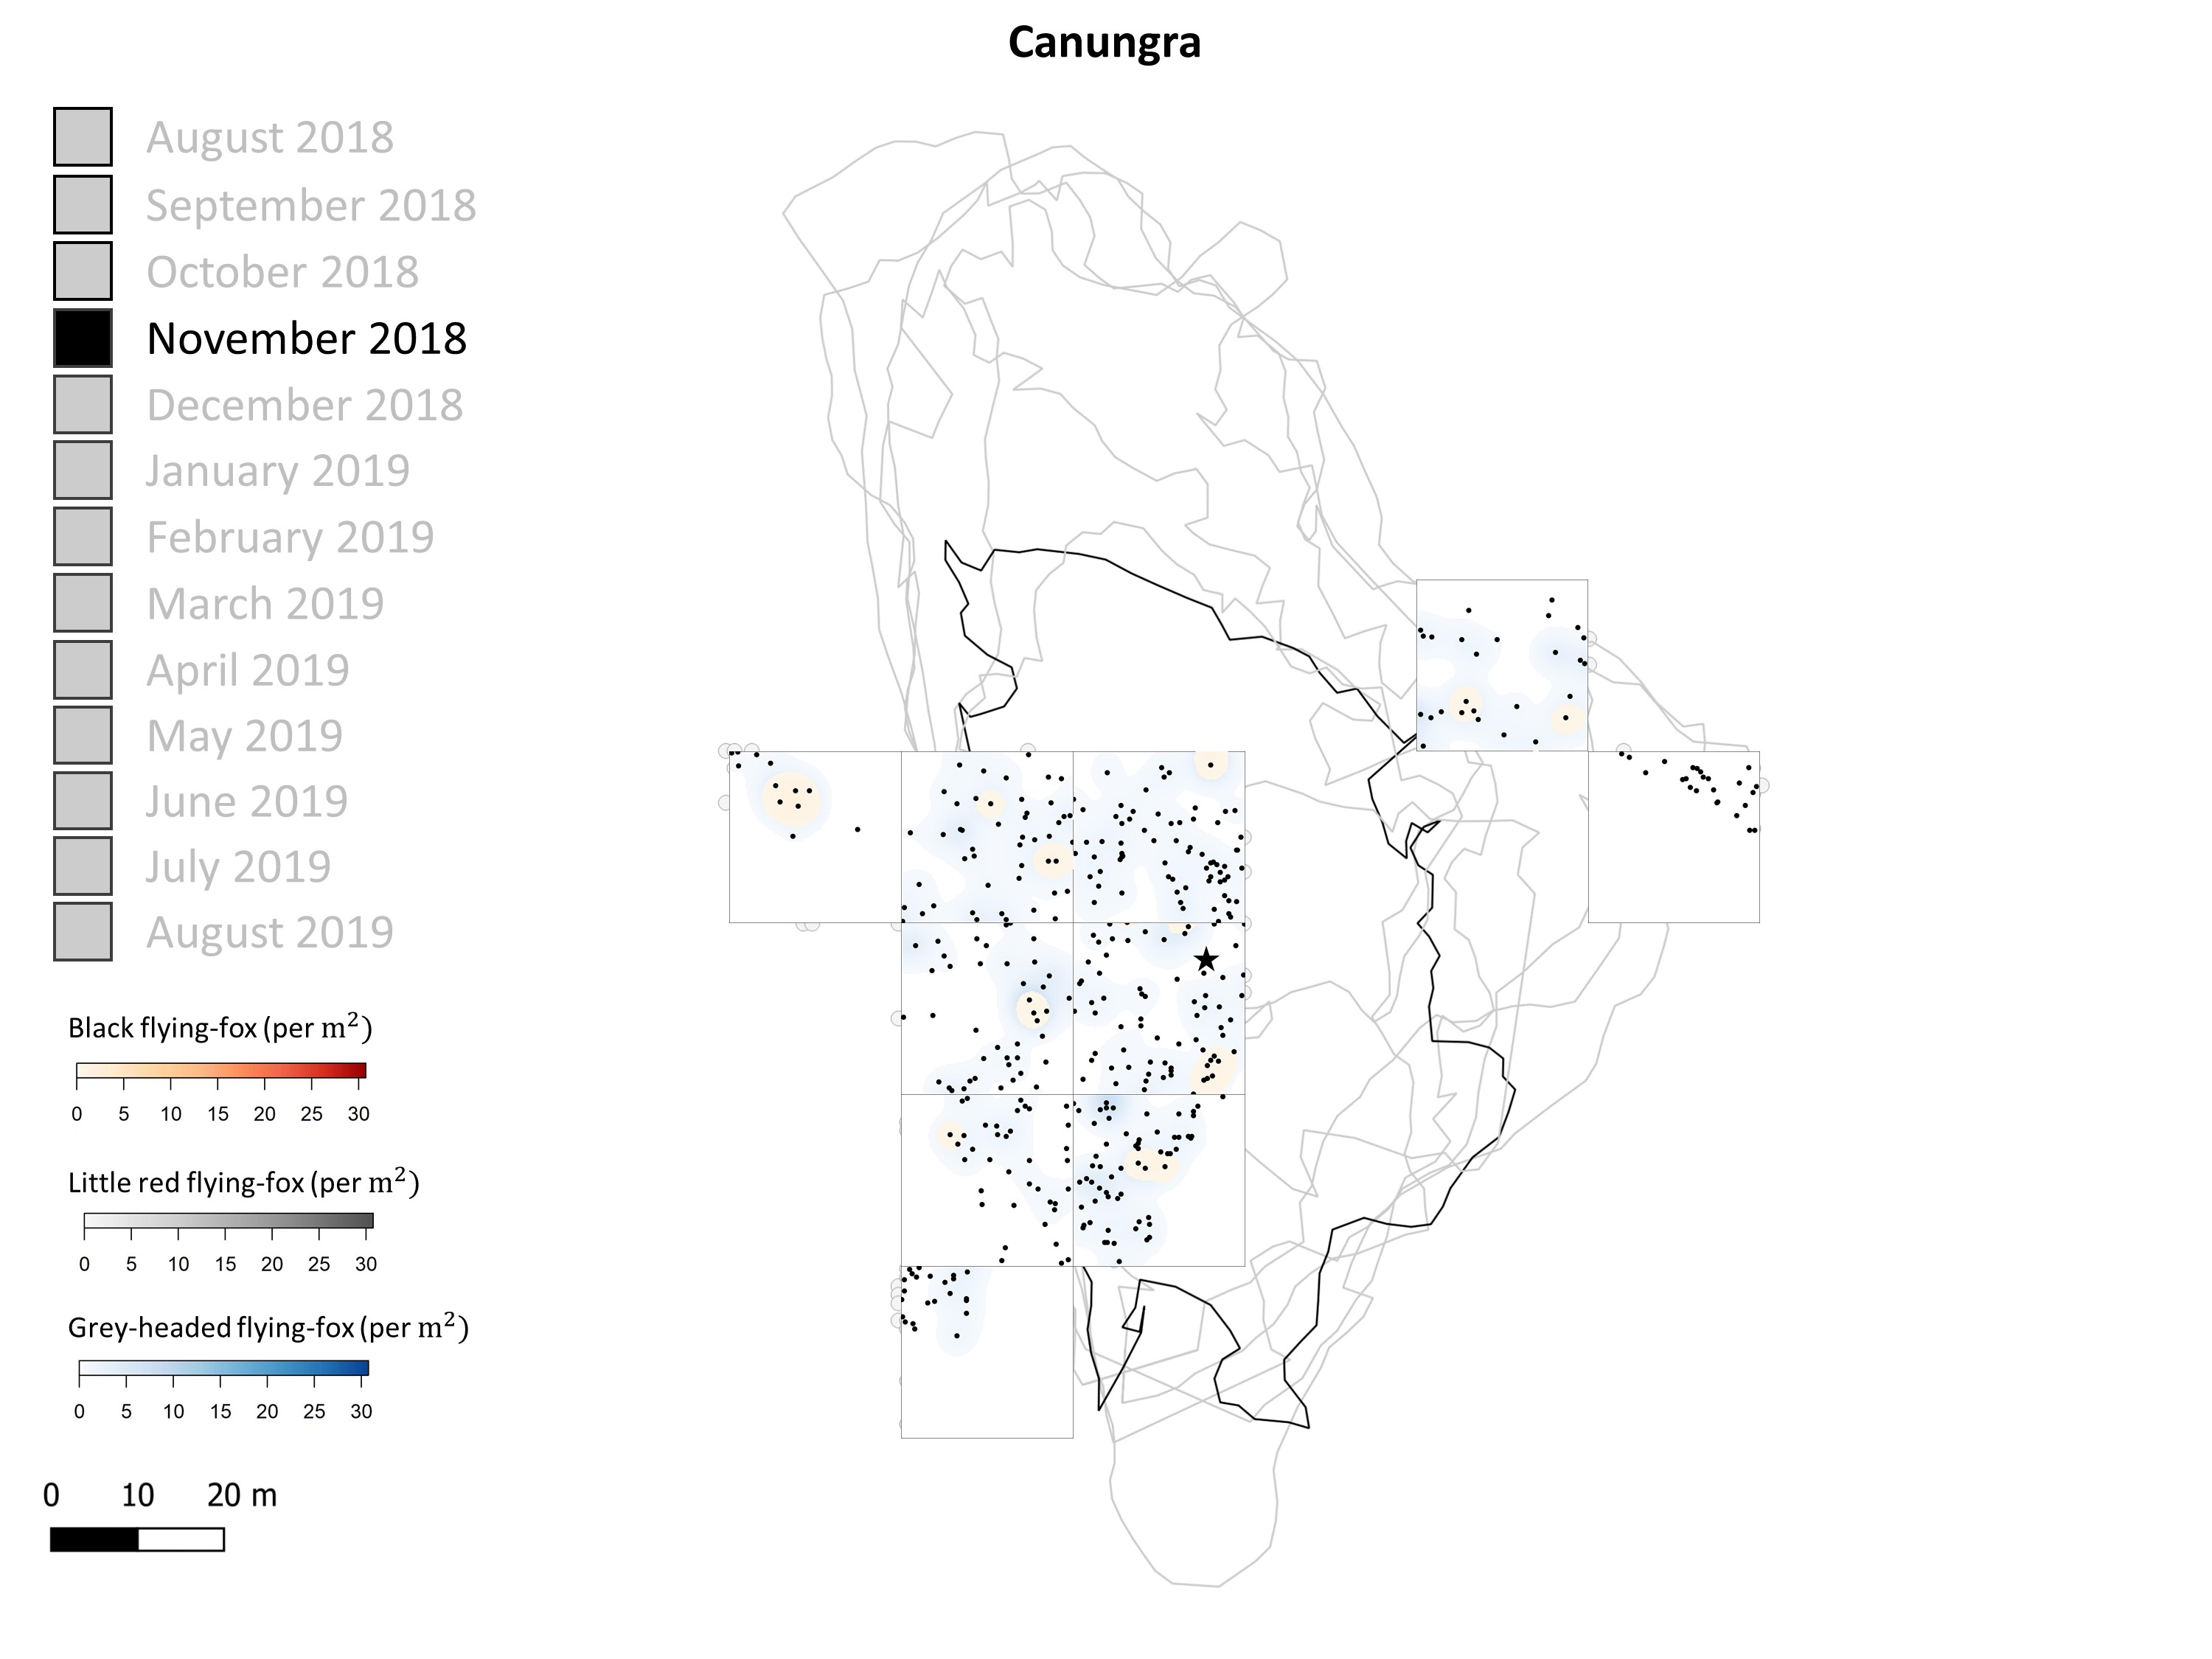 Canungra
August 2018
September 2018
October 2018
November 2018
December 2018
January 2019
February 2019
March 2019
April 2019
May 2019
June 2019
July 2019
August 2019
Black flying-fox (per m²)
0 5 10 15 20 25 30
Little red flying-fox (per m²)
0 5 10 15 20 25 30
Grey-headed flying-fox (per m²)
0 5 10 15 20 25 30
0 10 20 m